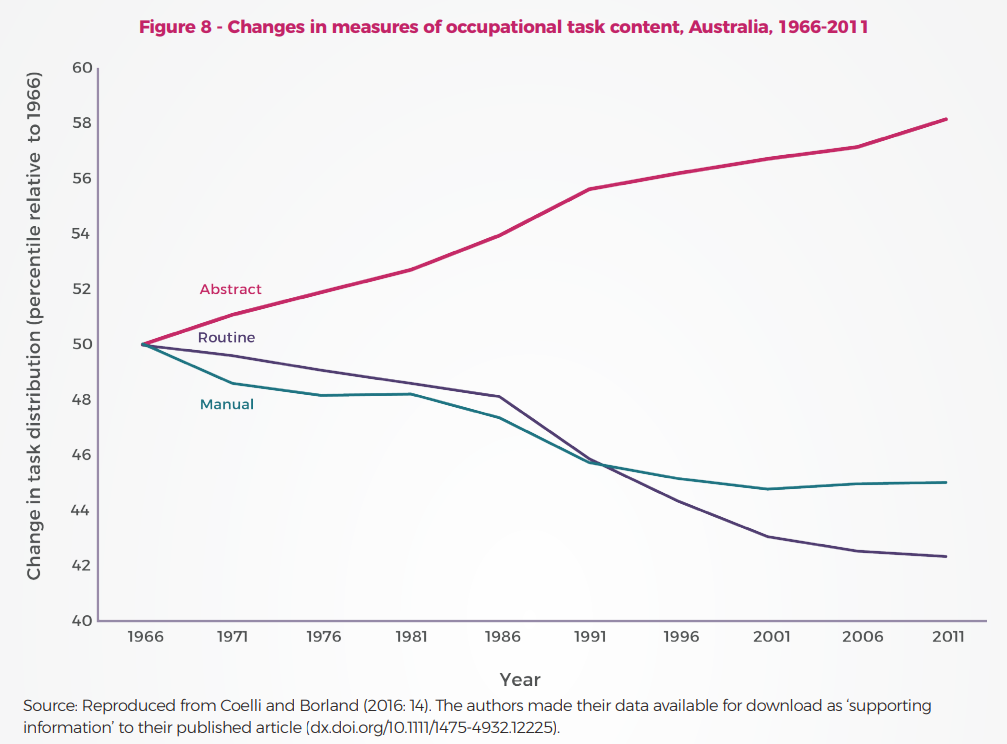 Figure 8 - Changes in measures of occupational task content, Australia, 1966-2011
Change in task distribution (percentile relative to 1966)
60
58
56
54
52
50
48
46
44
42
40
Abstract
Routine
Manual
1966 1971 1976 1981 1986 1991 1996 2001 2006 2011
Year
Source: Reproduced from Coelli and Borland (2016: 14). The authors made their data available for download as ‘supporting
information’ to their published article (dx.doi.org/10.1111/1475-4932.12225).